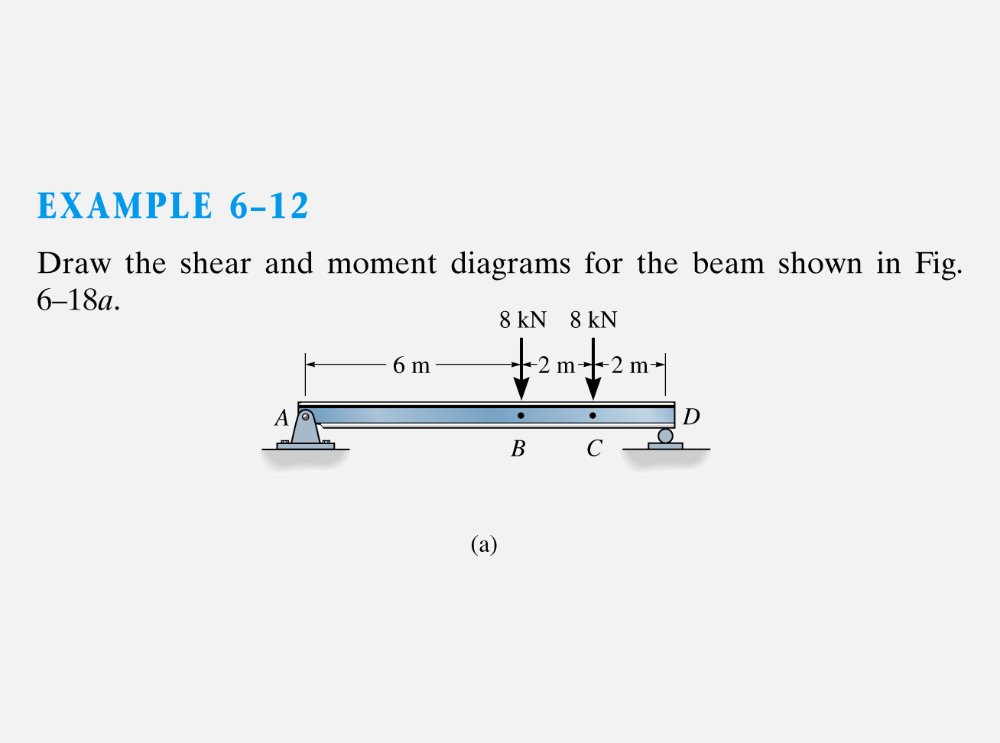 EXAMPLE 6–12
Draw the shear and moment diagrams for the beam shown in Fig.
6–18a.
8 kN 8 kN
6 m 2 m 2 m
A D
B C
(a)